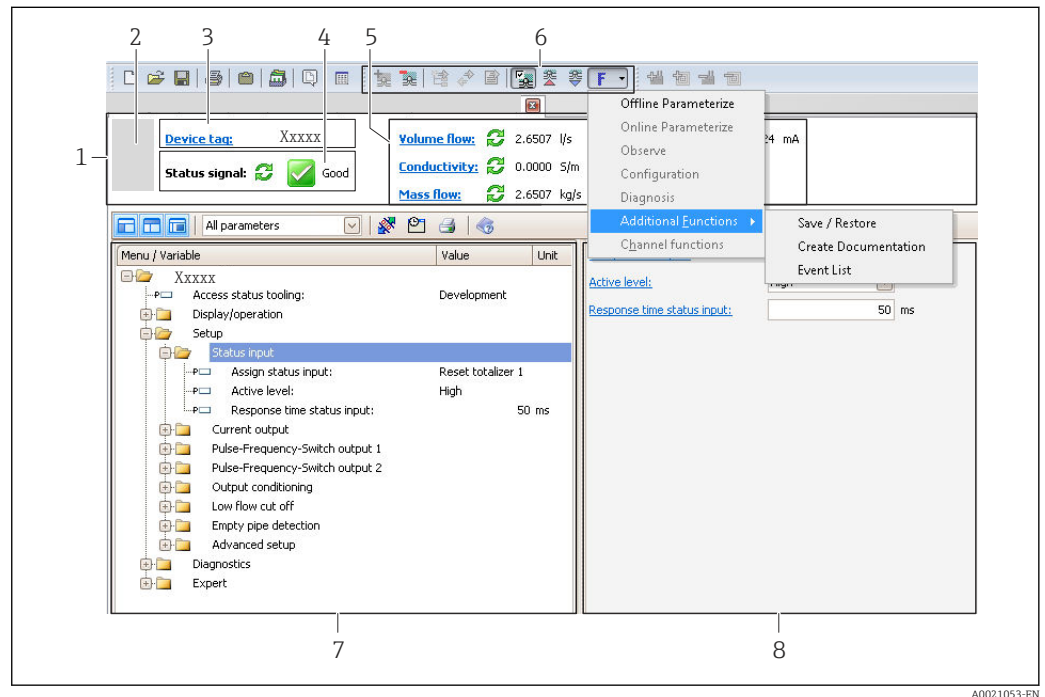 2 3 4 5 6
F
Offline Parameterize
Online Parameterize
Observe
Configuration
Diagnosis
Additional Functions
Channel functions
Save / Restore
Create Documentation
Event List
1
Device tag: Xxxxx
Status signal: Good
Volume flow: 2.6507 l/s
Conductivity: 0.0000 S/m
Mass flow: 2.6507 kg/s
mA
All parameters
Menu / Variable Value Unit
Xxxxx
Access status tooling: Development
Display/operation
Setup
Status input
Assign status input: Reset totalizer 1
Active level: High
Response time status input: 50 ms
Current output
Pulse-Frequency-Switch output 1
Pulse-Frequency-Switch output 2
Output conditioning
Low flow cut off
Empty pipe detection
Advanced setup
Diagnostics
Expert
Active level: High
Response time status input: 50 ms
7 8
A0021053-EN